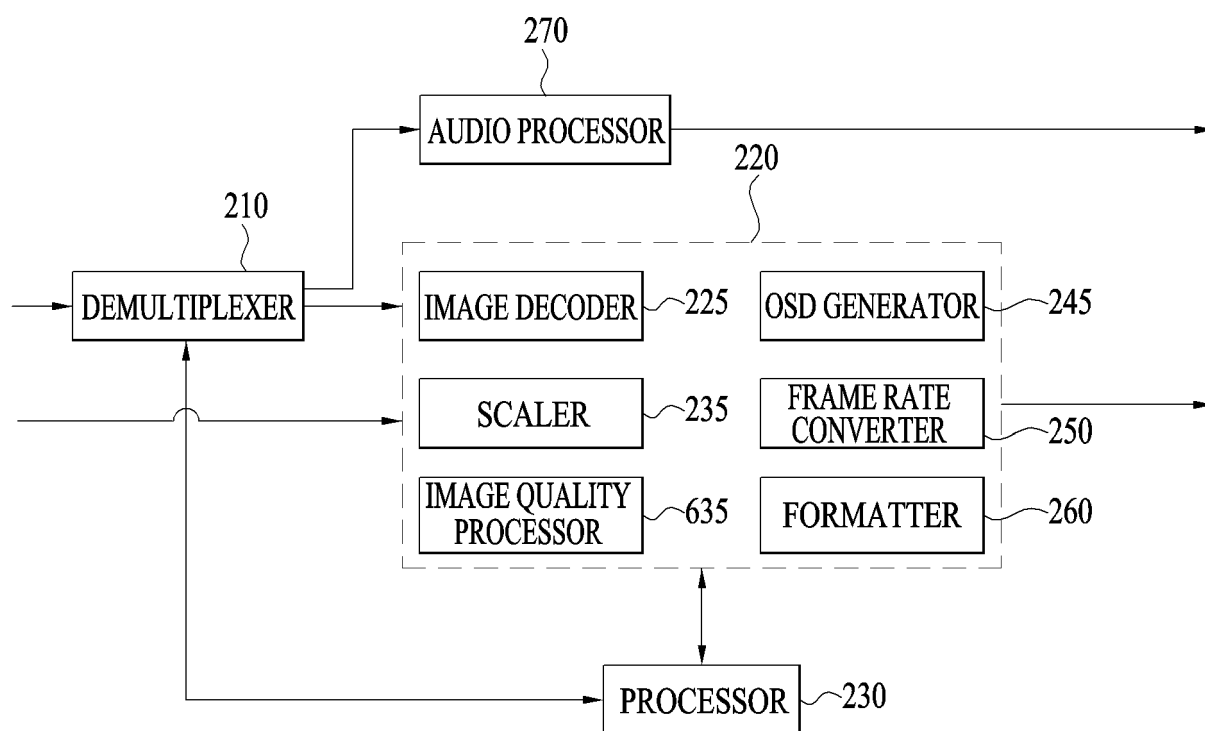 270
AUDIO PROCESSOR
220
210
DEMULTIPLEXER
IMAGE DECODER
225
OSD GENERATOR
245
SCALER
235
FRAME RATE
CONVERTER
250
IMAGE QUALITY
PROCESSOR
635
FORMATTER
260
PROCESSOR
230